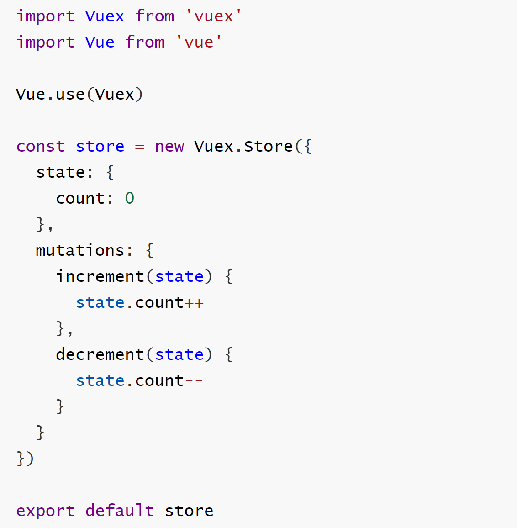 import Vuex from 'vuex'
import Vue from 'vue'

Vue.use(Vuex)

const store = new Vuex.Store({
  state: {
    count: 0
  },
  mutations: {
    increment(state) {
      state.count++
    },
    decrement(state) {
      state.count--
    }
  }
})

export default store